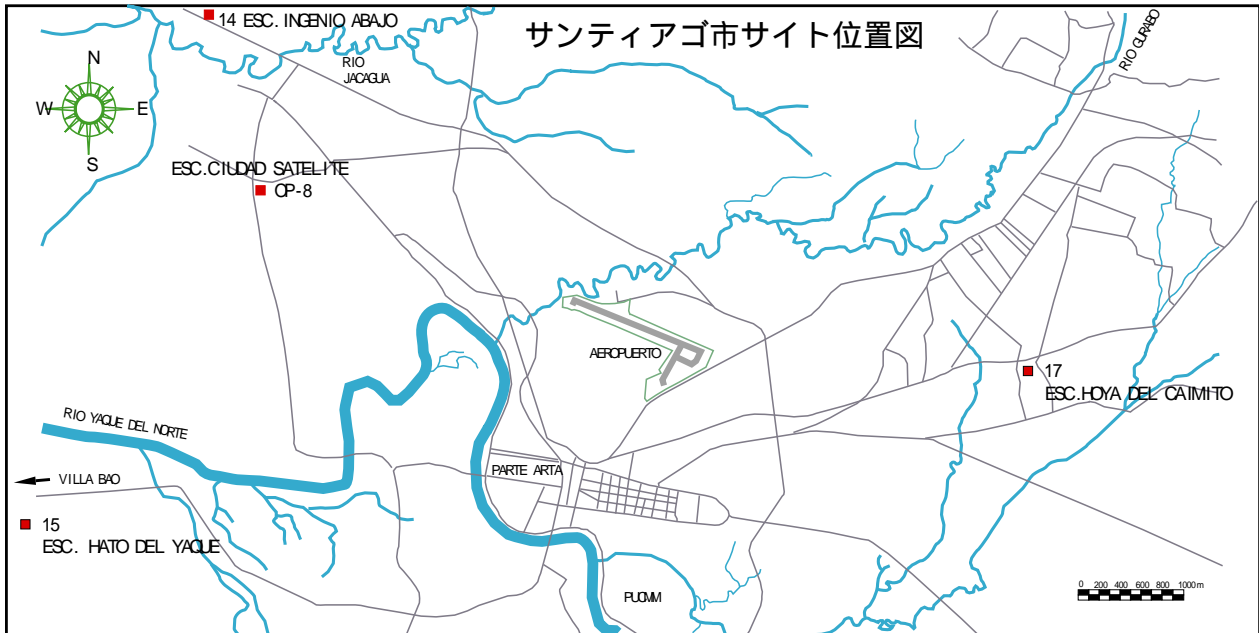 14 ESC. INGENIO ABAJO
サンティアゴ市サイト位置図
RIO
JACAGUA
RIO GURABO
N
W
E
S
ESC.CIUDAD SATELITE
CP-8
AEROPUERTO
17
ESC.HOYA DEL CAIMITO
RIO YAQUE DEL NORTE
PARTE ARTA
VILLA BAO
15
ESC. HATO DEL YAQUE
PUCMM
0 200 400 600 800 1000m